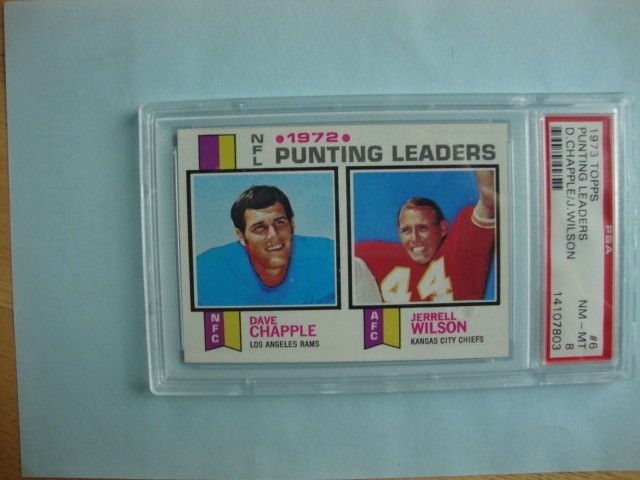 NFL
1972
PUNTING LEADERS
44
NFC
DAVE
CHAPPLE
LOS ANGELES RAMS
AFC
JERRELL
WILSON
KANSAS CITY CHIEFS
1973 TOPPS
PUNTING LEADERS
D.CHAPPLE/J.WILSON
#6
NM-MT 8
14107803
PSA